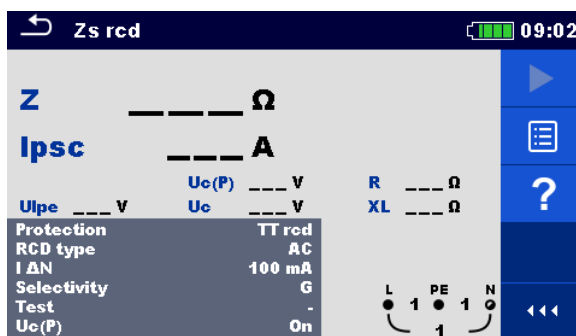 Zs rcd 09:02
Z ___ Ω
Ipsc ___ A
Uc(P) ___ V R ___ Ω
Ulpe ___ V Uc ___ V XL ___ Ω
Protection TT rcd
RCD type AC
I ΔN 100 mA
Selectivity G
Test -
Uc(P) On
?
L PE N
1 1
1